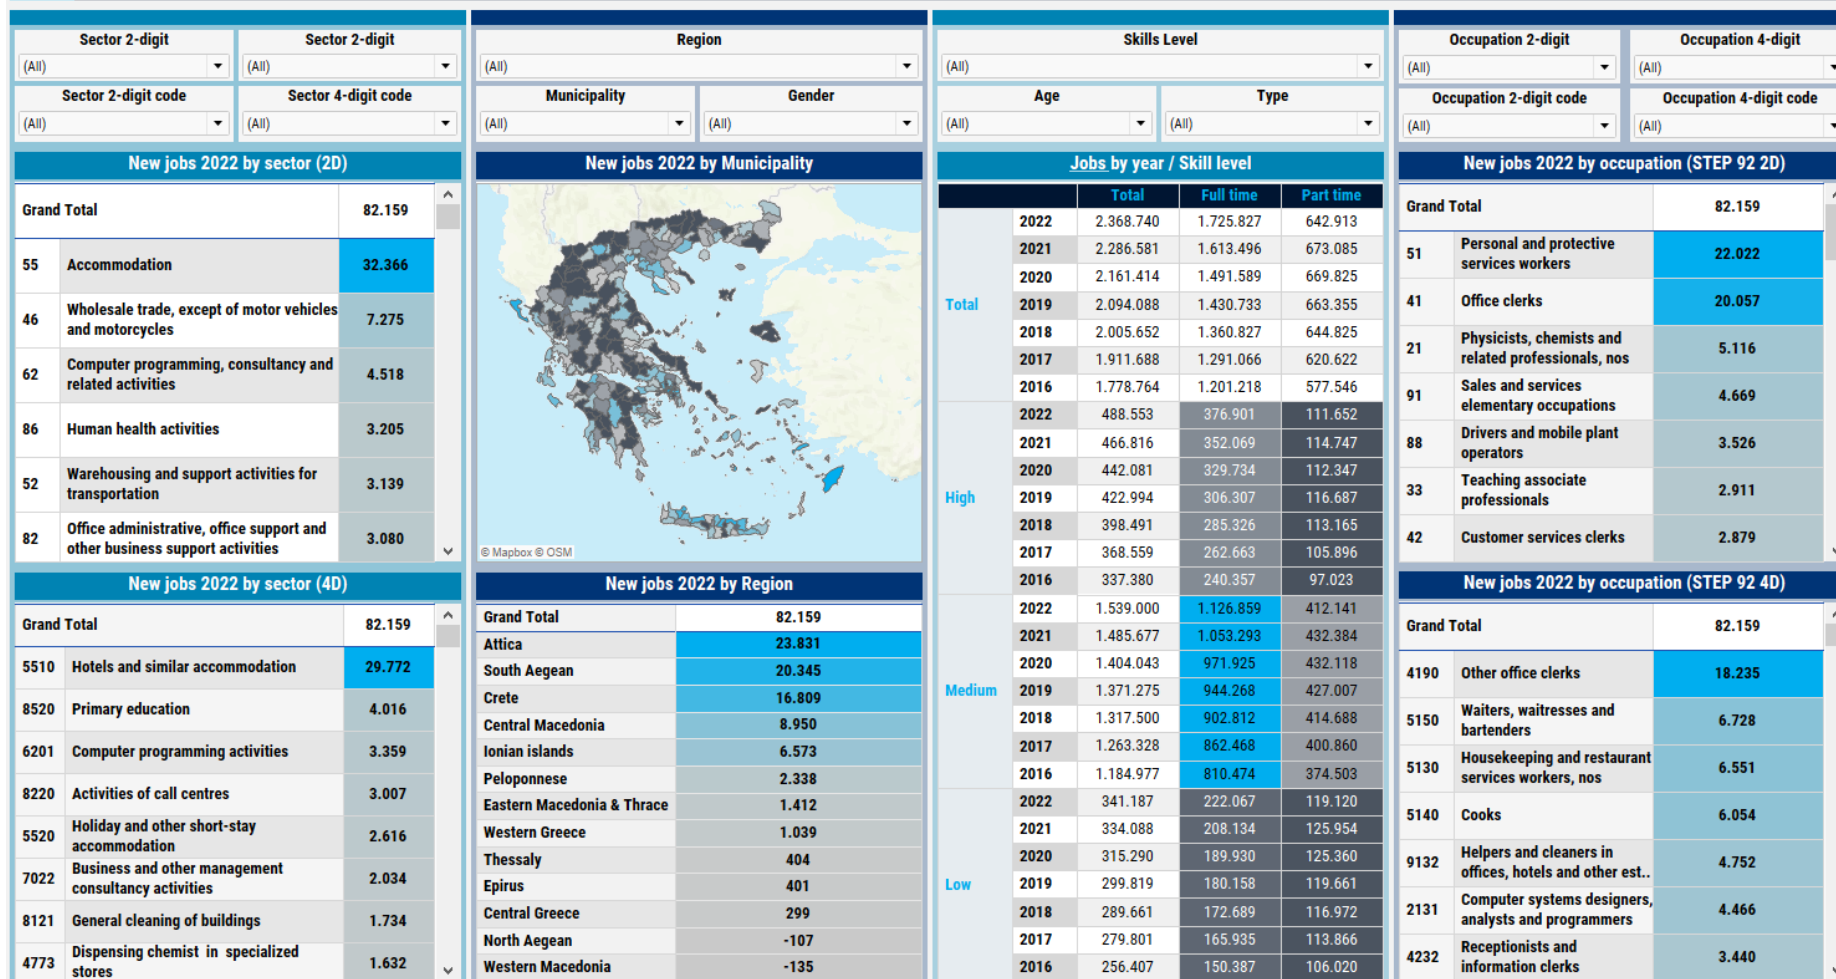 Sector 2-digit
Sector 2-digit
(All)
(All)
Sector 2-digit code
Sector 4-digit code
(All)
(All)
New jobs 2022 by sector (2D)
Grand Total 82.159
55 Accommodation 32.366
46 Wholesale trade, except of motor vehicles
and motorcycles 7.275
62 Computer programming, consultancy and
related activities 4.518
86 Human health activities 3.205
52 Warehousing and support activities for
transportation 3.139
82 Office administrative, office support and
other business support activities 3.080
New jobs 2022 by sector (4D)
Grand Total 82.159
5510 Hotels and similar accommodation 29.772
8520 Primary education 4.016
6201 Computer programming activities 3.359
8220 Activities of call centres 3.007
5520 Holiday and other short-stay
accommodation 2.616
7022 Business and other management
consultancy activities 2.034
8121 General cleaning of buildings 1.734
4773 Dispensing chemist in specialized
stores 1.632
Region
(All)
Municipality
Gender
(All)
(All)
New jobs 2022 by Municipality
© Mapbox © OSM
New jobs 2022 by Region
Grand Total 82.159
Attica 23.831
South Aegean 20.345
Crete 16.809
Central Macedonia 8.950
Ionian islands 6.573
Peloponnese 2.338
Eastern Macedonia & Thrace 1.412
Western Greece 1.039
Thessaly 404
Epirus 401
Central Greece 299
North Aegean -107
Western Macedonia -135
Skills Level
(All)
Age
Type
(All)
(All)
Jobs by year / Skill level
Total Full time Part time
Total
2022 2.368.740 1.725.827 642.913
2021 2.286.581 1.613.496 673.085
2020 2.161.414 1.491.589 669.825
2019 2.094.088 1.430.733 663.355
2018 2.005.652 1.360.827 644.825
2017 1.911.688 1.291.066 620.622
2016 1.778.764 1.201.218 577.546
High
2022 488.553 376.901 111.652
2021 466.816 352.069 114.747
2020 442.081 329.734 112.347
2019 422.994 306.307 116.687
2018 398.491 285.326 113.165
2017 368.559 262.663 105.896
2016 337.380 240.357 97.023
Medium
2022 1.539.000 1.126.859 412.141
2021 1.485.677 1.053.293 432.384
2020 1.404.043 971.925 432.118
2019 1.371.275 944.268 427.007
2018 1.317.500 902.812 414.688
2017 1.263.328 862.468 400.860
2016 1.184.977 810.474 374.503
Low
2022 341.187 222.067 119.120
2021 334.088 208.134 125.954
2020 315.290 189.930 125.360
2019 299.819 180.158 119.661
2018 289.661 172.689 116.972
2017 279.801 165.935 113.866
2016 256.407 150.387 106.020
Occupation 2-digit
Occupation 4-digit
(All)
(All)
Occupation 2-digit code
Occupation 4-digit code
(All)
(All)
New jobs 2022 by occupation (STEP 92 2D)
Grand Total 82.159
51 Personal and protective
services workers 22.022
41 Office clerks 20.057
21 Physicists, chemists and
related professionals, nos 5.116
91 Sales and services
elementary occupations 4.669
88 Drivers and mobile plant
operators 3.526
33 Teaching associate
professionals 2.911
42 Customer services clerks 2.879
New jobs 2022 by occupation (STEP 92 4D)
Grand Total 82.159
4190 Other office clerks 18.235
5150 Waiters, waitresses and
bartenders 6.728
5130 Housekeeping and restaurant
services workers, nos 6.551
5140 Cooks 6.054
9132 Helpers and cleaners in
offices, hotels and other est.. 4.752
2131 Computer systems designers,
analysts and programmers 4.466
4232 Receptionists and
information clerks 3.440